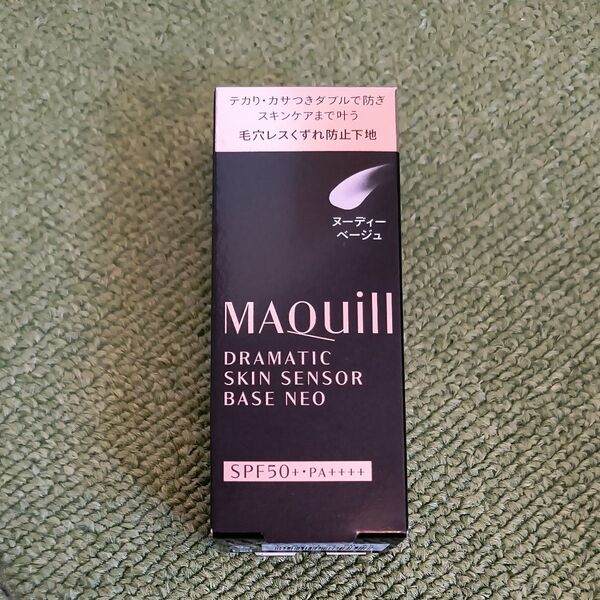 テカリ・カサつきダブルで防ぎ
スキンケアまで叶う
毛穴レスくずれ防止下地
ヌーディー
ベージュ
MAQuill
DRAMATIC
SKIN SENSOR
BASE NEO
SPF50+・PA++++